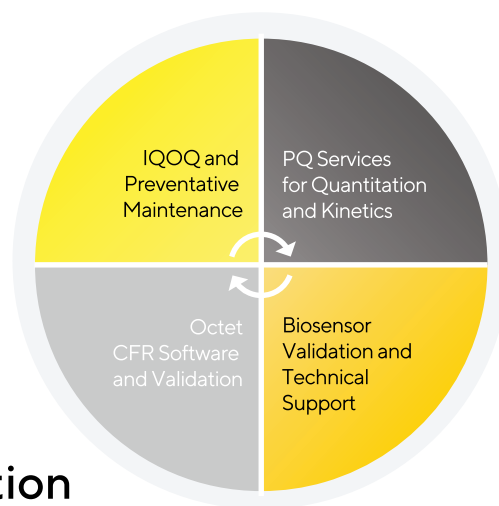 IQOQ and
Preventative
Maintenance
PQ Services
for Quantitation
and Kinetics
Octet
CFR Software
and Validation
Biosensor
Validation and
Technical
Support
tion